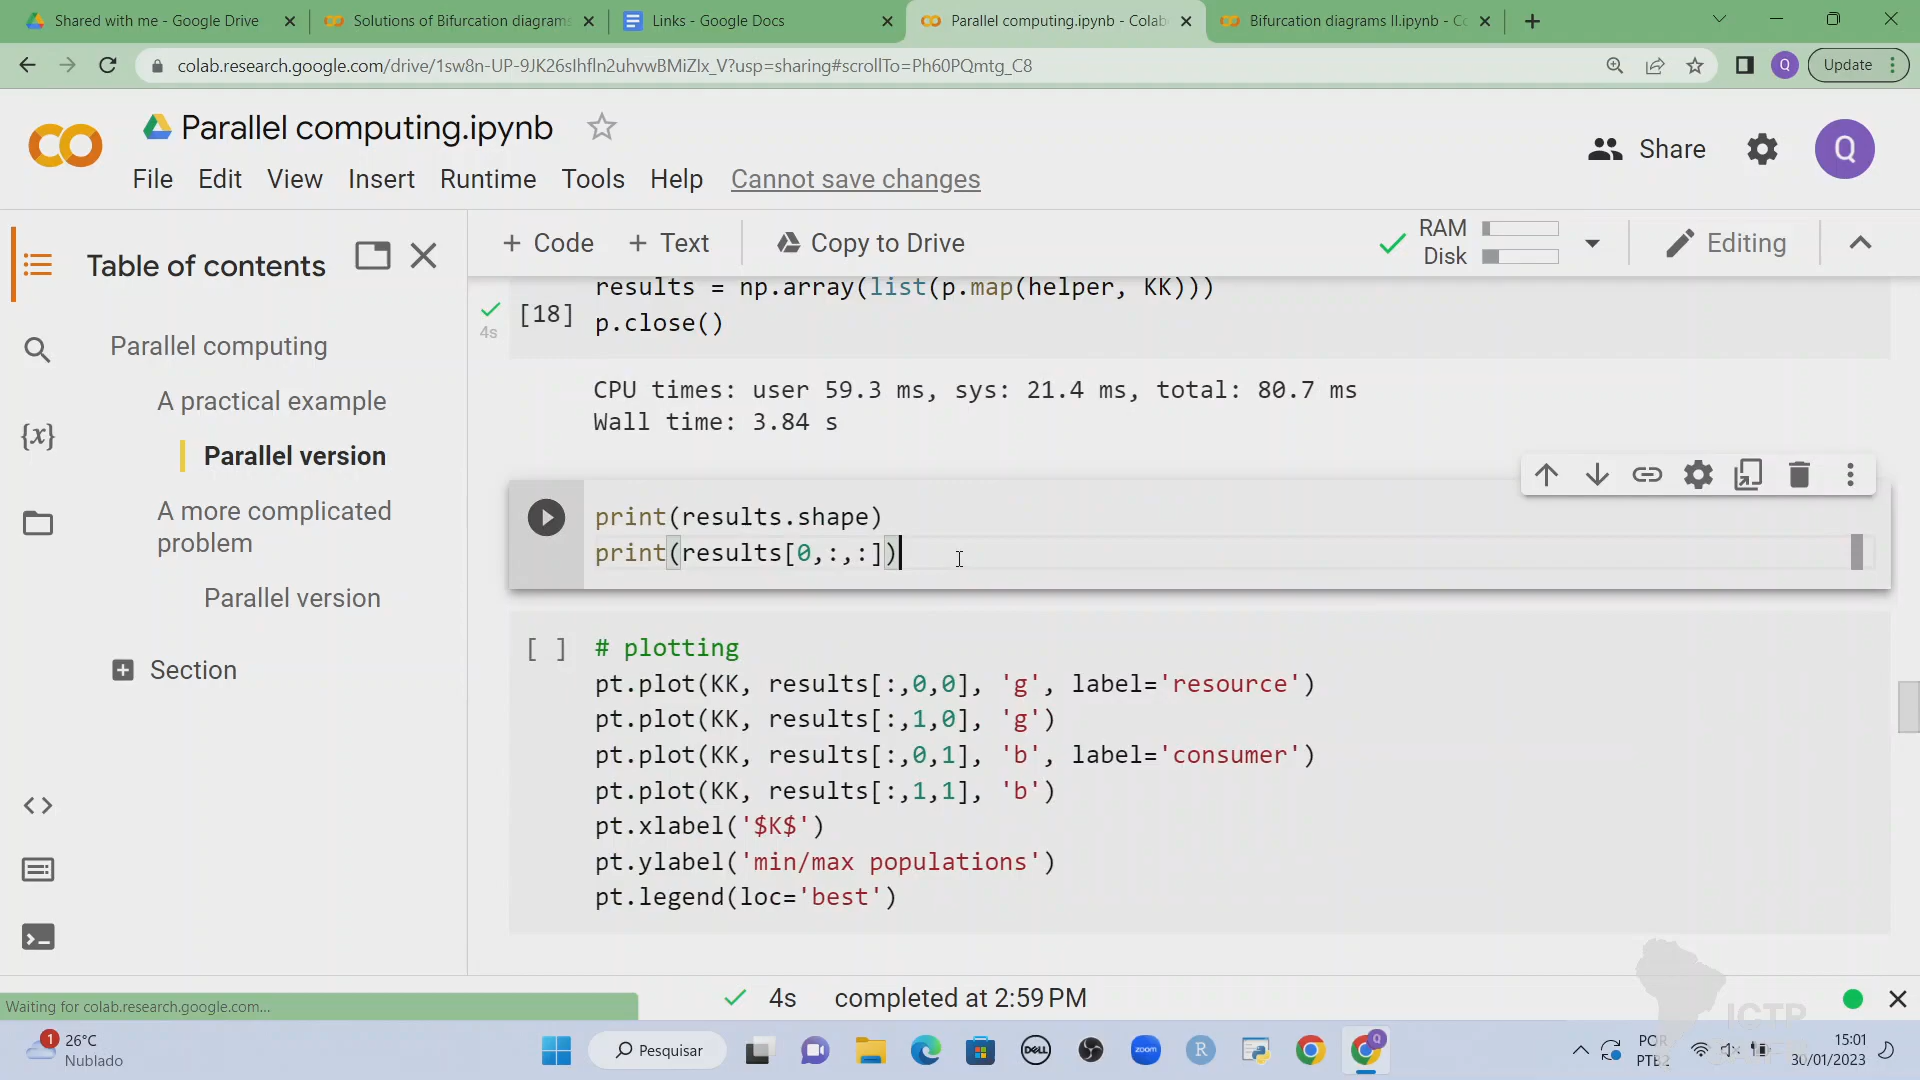 Shared with me - Google Drive
Solutions of Bifurcation diagrams
Links - Google Docs
Parallel computing.ipynb - Colab
Bifurcation diagrams II.ipynb - Co
colab.research.google.com/drive/1sw8n-UP-9JK26sIhfln2uhvwBMiZIx_V?usp=sharing#scrollTo=Ph60PQmtg_C8
Q
Update
Parallel computing.ipynb
File Edit View Insert Runtime Tools Help Cannot save changes
Share
Q
Table of contents
+ Code + Text Copy to Drive
RAM
Disk
Editing
Parallel computing
A practical example
Parallel version
A more complicated
problem
Parallel version
Section
{x}
4s
[18]
results = np.array(list(p.map(helper, KK)))
p.close()
CPU times: user 59.3 ms, sys: 21.4 ms, total: 80.7 ms
Wall time: 3.84 s
print(results.shape)
print(results[0,:,:])
[ ]
# plotting
pt.plot(KK, results[:,0,0], 'g', label='resource')
pt.plot(KK, results[:,1,0], 'g')
pt.plot(KK, results[:,0,1], 'b', label='consumer')
pt.plot(KK, results[:,1,1], 'b')
pt.xlabel('$K$')
pt.ylabel('min/max populations')
pt.legend(loc='best')
Waiting for colab.research.google.com...
4s completed at 2:59 PM
ICTP
1
26°C
Nublado
Pesquisar
DELL
zoom
R
Q
POR
PTB2
15:01
30/01/2023